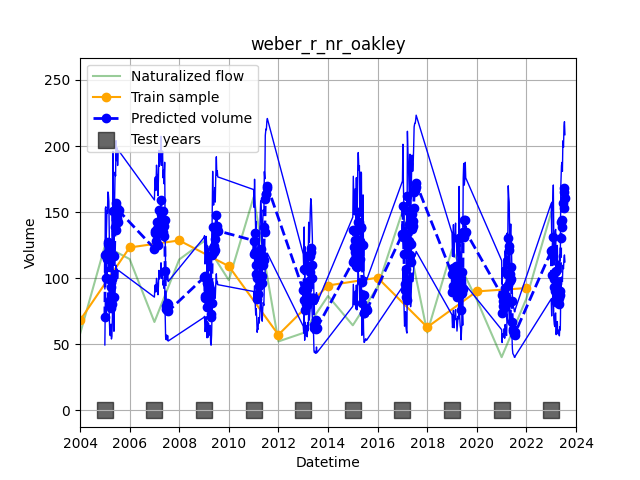 weber_r_nr_oakley
Naturalized flow
Train sample
Predicted volume
Test years
250
200
150
100
50
0
Volume
2004 2006 2008 2010 2012 2014 2016 2018 2020 2022 2024
Datetime